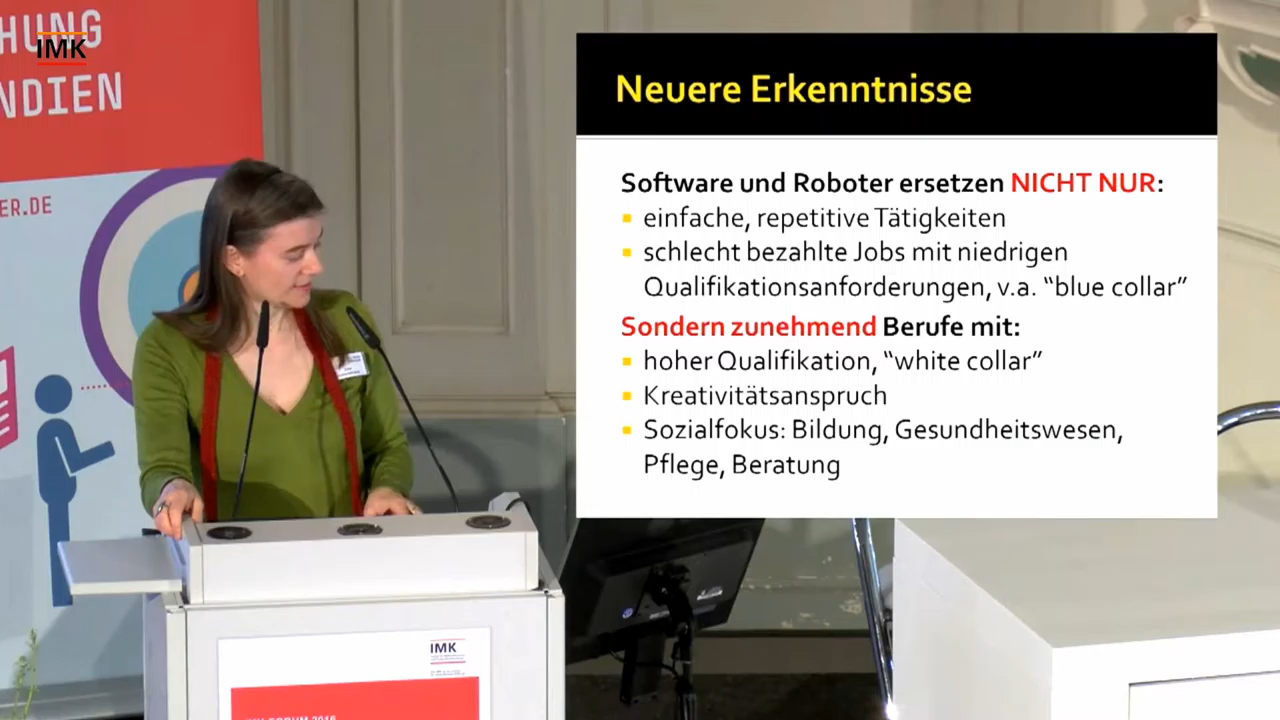 HUNG
IMK
NDIEN
ER.DE
Neuere Erkenntnisse
Software und Roboter ersetzen NICHT NUR:
einfache, repetitive Tätigkeiten
schlecht bezahlte Jobs mit niedrigen
Qualifikationsanforderungen, v.a. “blue collar”
Sondern zunehmend Berufe mit:
hoher Qualifikation, “white collar”
Kreativitätsanspruch
Sozialfokus: Bildung, Gesundheitswesen,
Pflege, Beratung
IMK